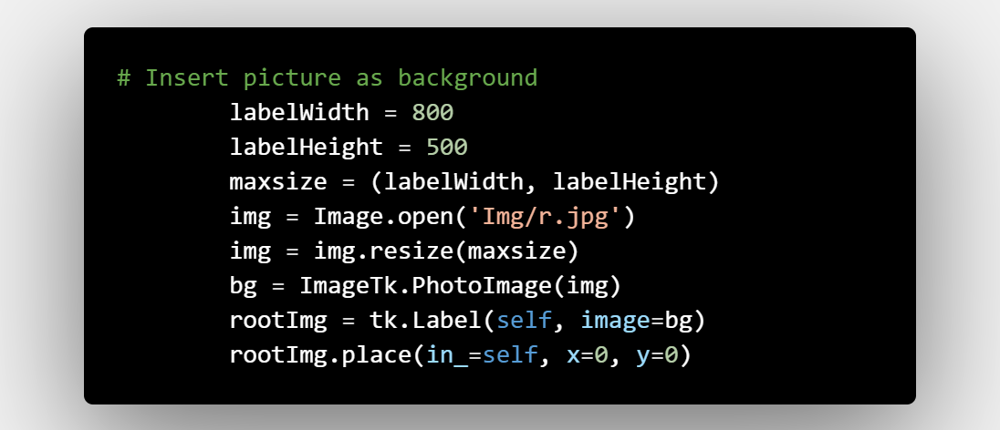 # Insert picture as background
labelWidth = 800
labelHeight = 500
maxsize = (labelWidth, labelHeight)
img = Image.open('Img/r.jpg')
img = img.resize(maxsize)
bg = ImageTk.PhotoImage(img)
rootImg = tk.Label(self, image=bg)
rootImg.place(in_=self, x=0, y=0)